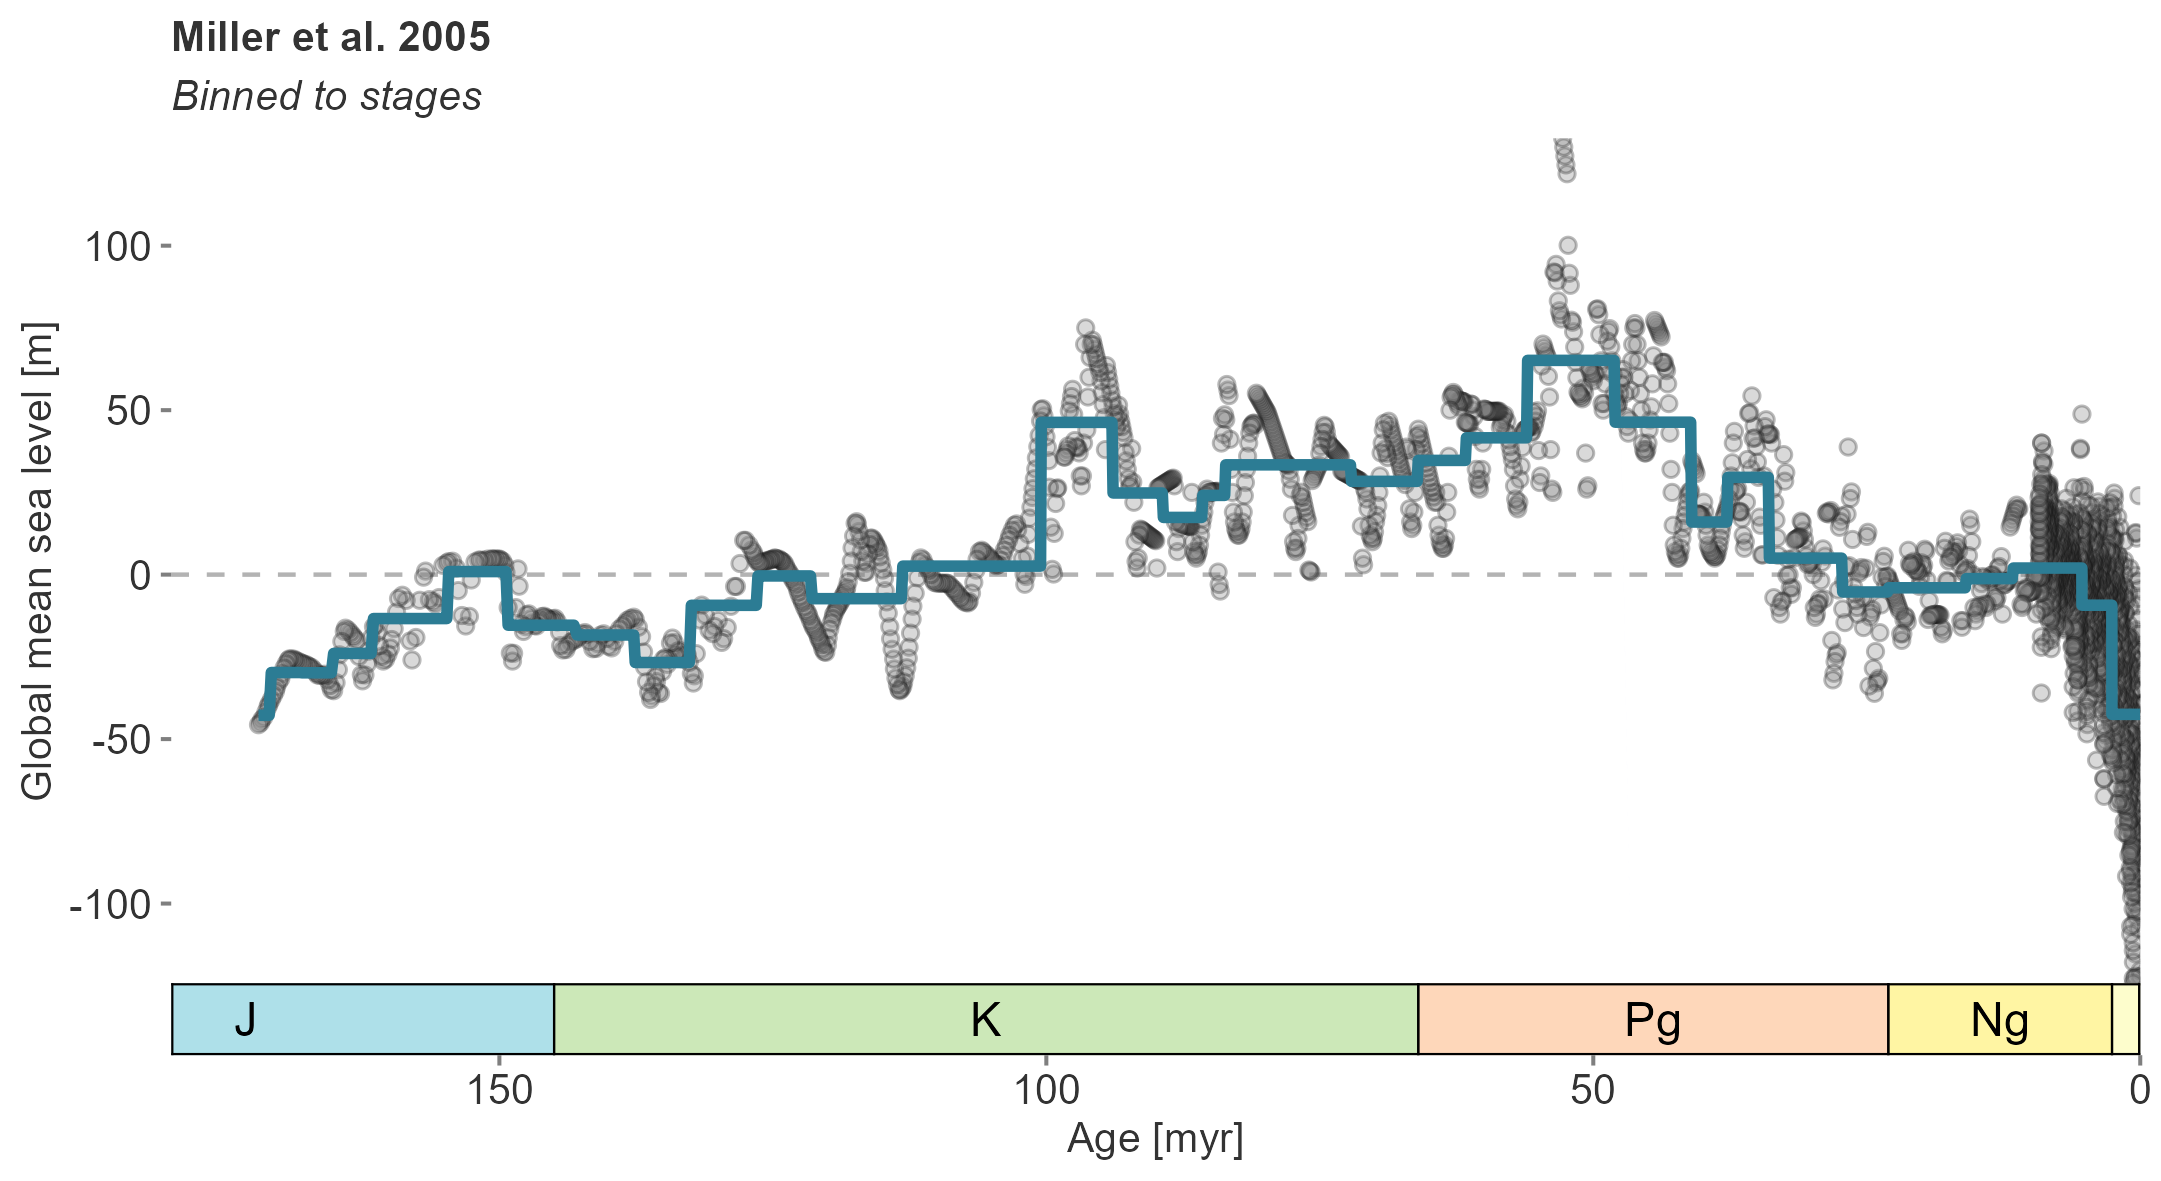 Miller et al. 2005
Binned to stages
Global mean sea level [m]
100
50
0
-50
-100
J
K
Pg
Ng
150
100
50
0
Age [myr]